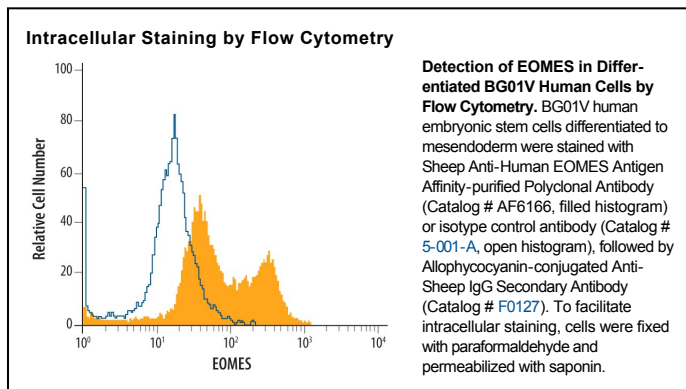 Intracellular Staining by Flow Cytometry
100
80
60
40
20
0
Relative Cell Number
10⁰
10¹
10²
10³
10⁴
EOMES
Detection of EOMES in Differ-
entiated BG01V Human Cells by
Flow Cytometry. BG01V human
embryonic stem cells differentiated to
mesendoderm were stained with
Sheep Anti-Human EOMES Antigen
Affinity-purified Polyclonal Antibody
(Catalog # AF6166, filled histogram)
or isotype control antibody (Catalog #
5-001-A, open histogram), followed by
Allophycocyanin-conjugated Anti-
Sheep IgG Secondary Antibody
(Catalog # F0127). To facilitate
intracellular staining, cells were fixed
with paraformaldehyde and
permeabilized with saponin.